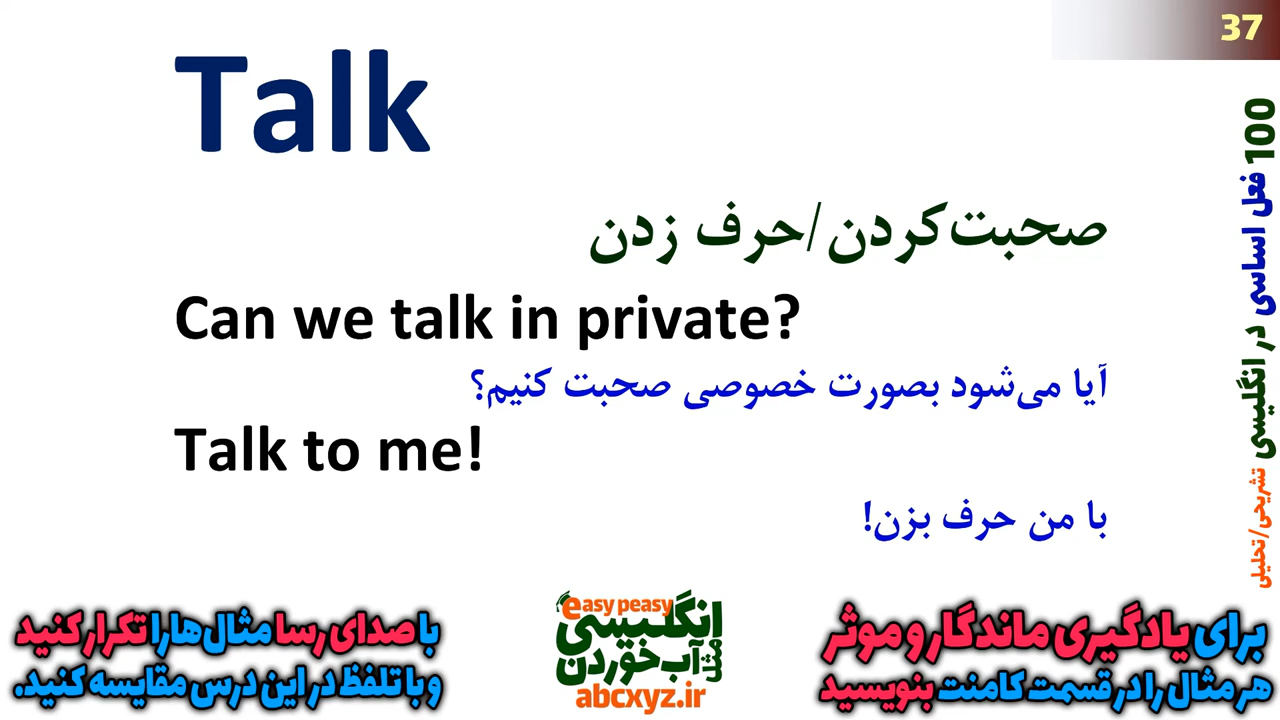 37
Talk
صحبت‌کردن/حرف زدن
Can we talk in private?
آیا می‌شود بصورت خصوصی صحبت کنیم؟
Talk to me!
با من حرف بزن!
100 فعل اساسی در انگلیسی تشریحی/تحلیلی
برای یادگیری ماندگار و موثر
هر مثال را در قسمت کامنت بنویسید
easy peasy
انگلیسی
مثل
آب خوردن
abcxyz.ir
با صدای رسا مثال‌ها را تکرار کنید
و با تلفظ در این درس مقایسه کنید.